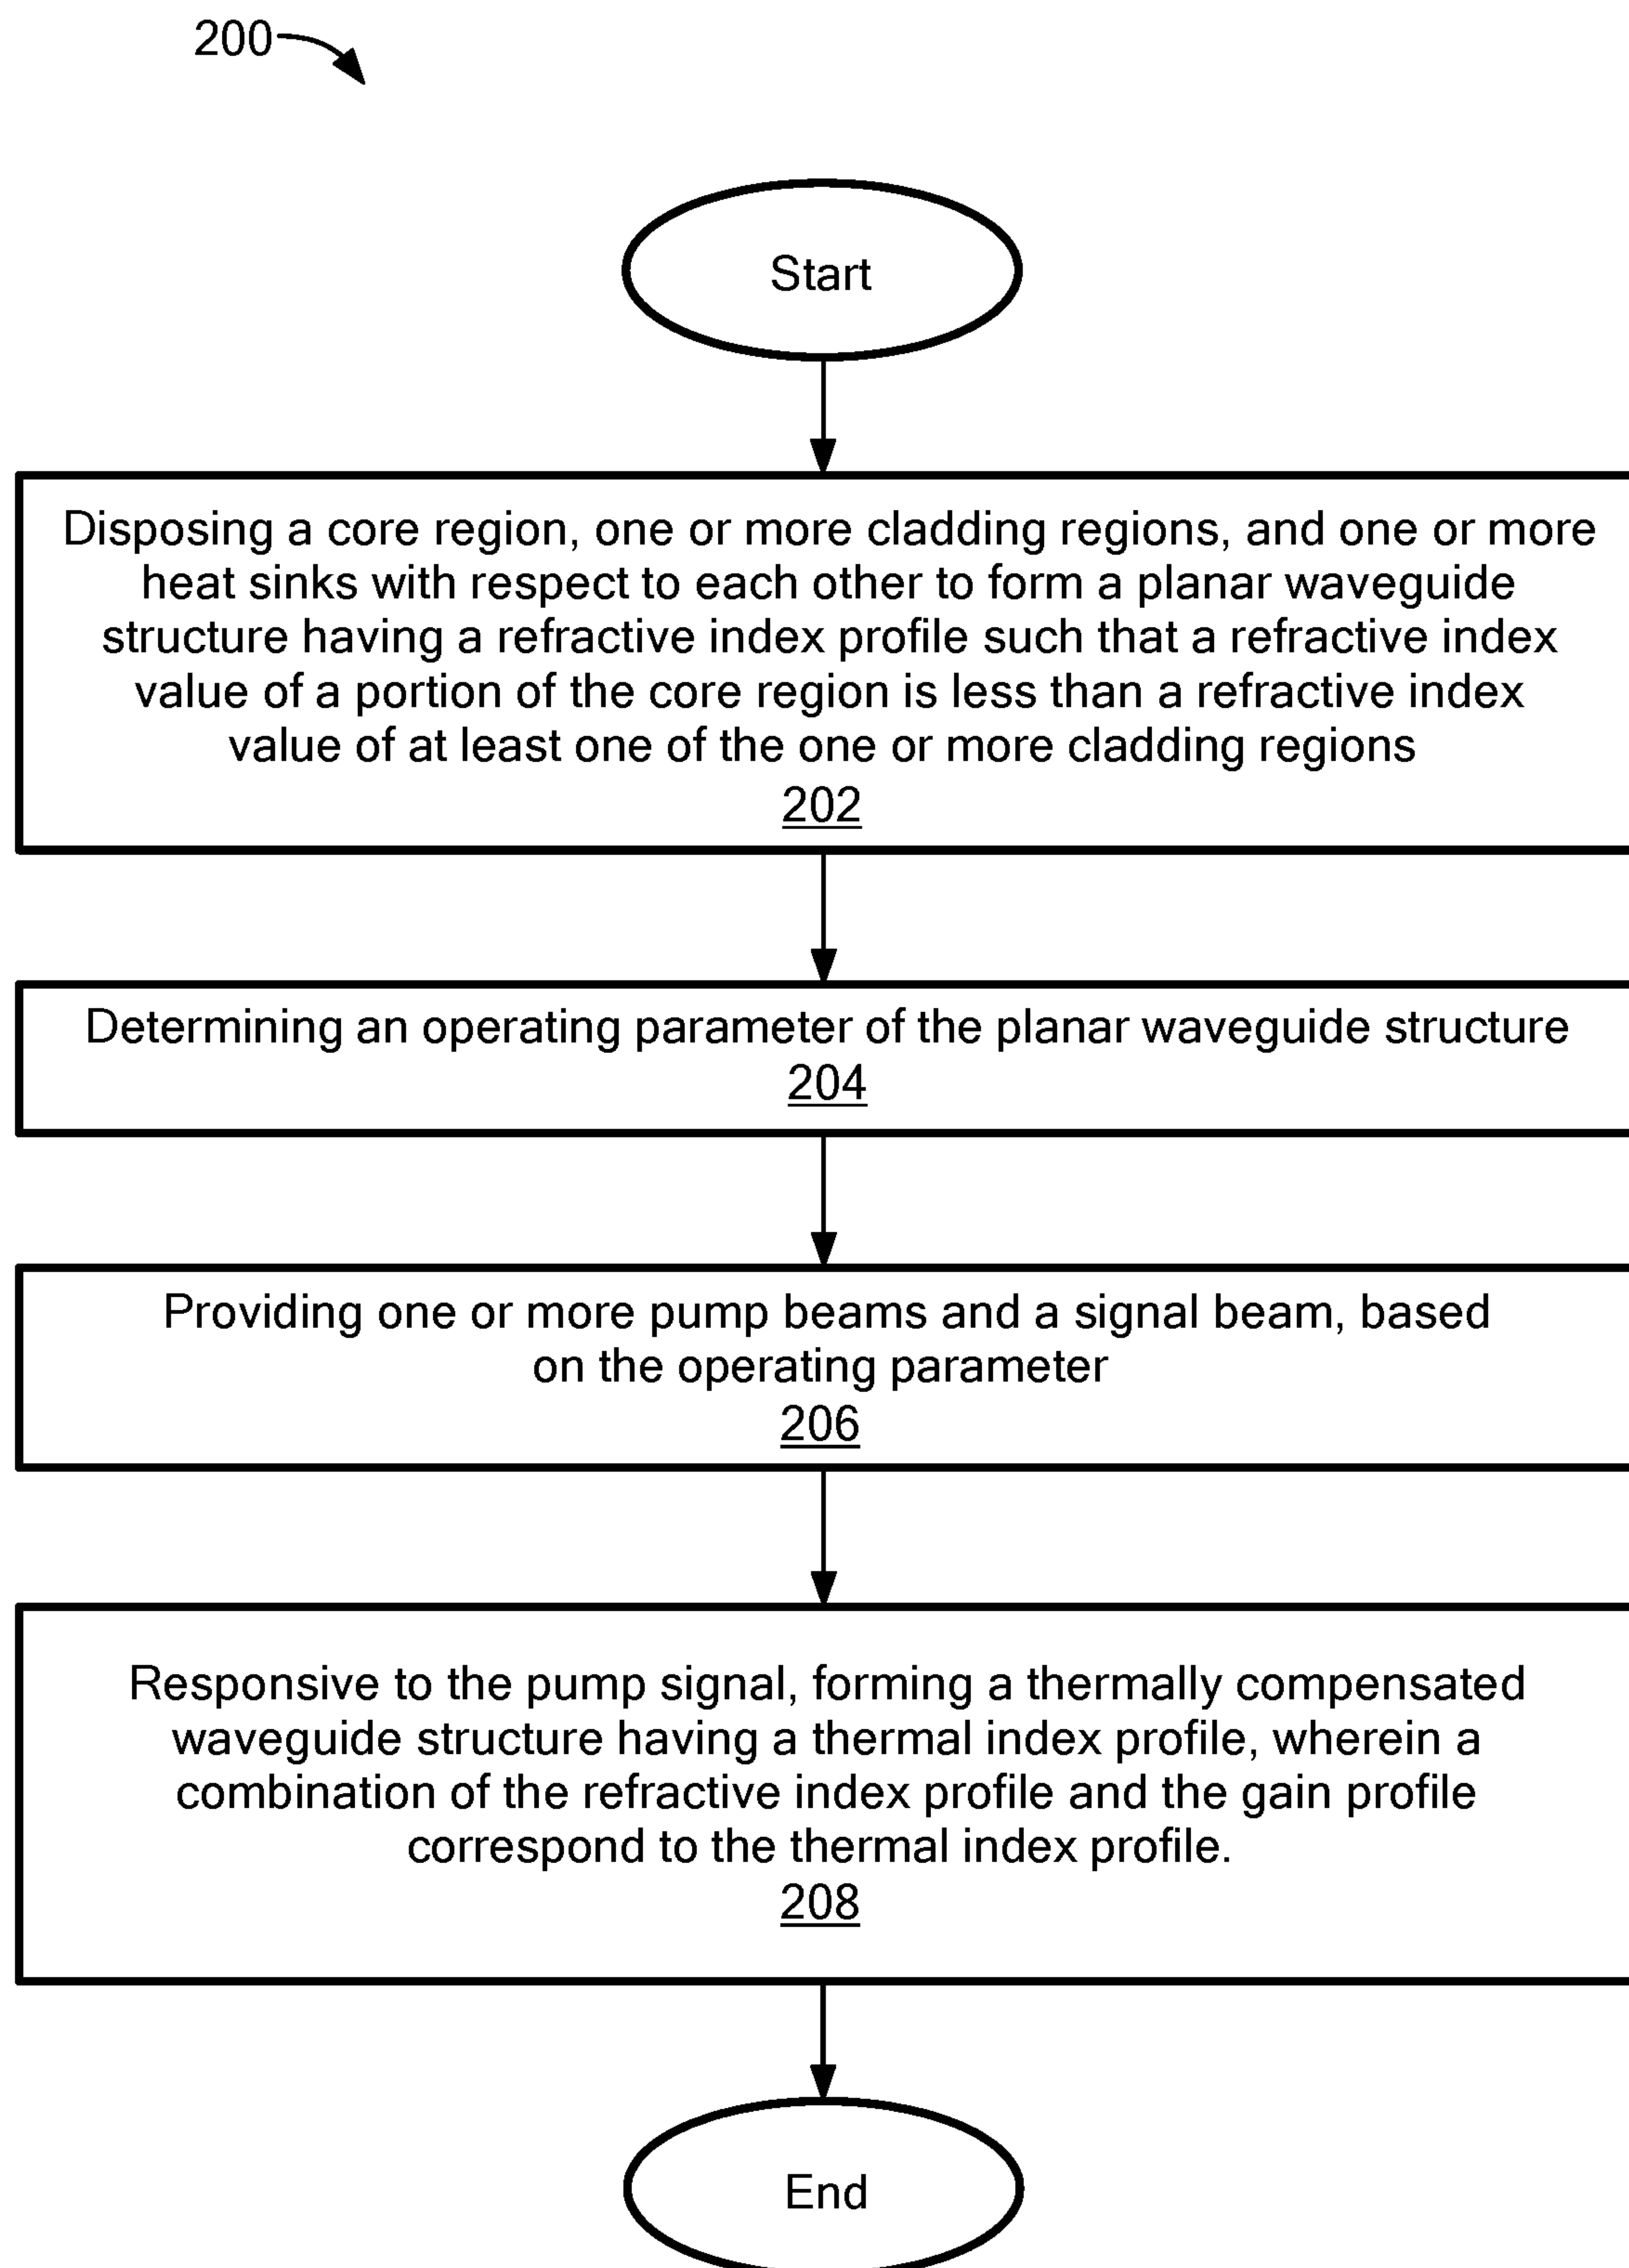 200
Start
Disposing a core region, one or more cladding regions, and one or more
heat sinks with respect to each other to form a planar waveguide
structure having a refractive index profile such that a refractive index
value of a portion of the core region is less than a refractive index
value of at least one of the one or more cladding regions
202
Determining an operating parameter of the planar waveguide structure
204
Providing one or more pump beams and a signal beam, based
on the operating parameter
206
Responsive to the pump signal, forming a thermally compensated
waveguide structure having a thermal index profile, wherein a
combination of the refractive index profile and the gain profile
correspond to the thermal index profile.
208
End